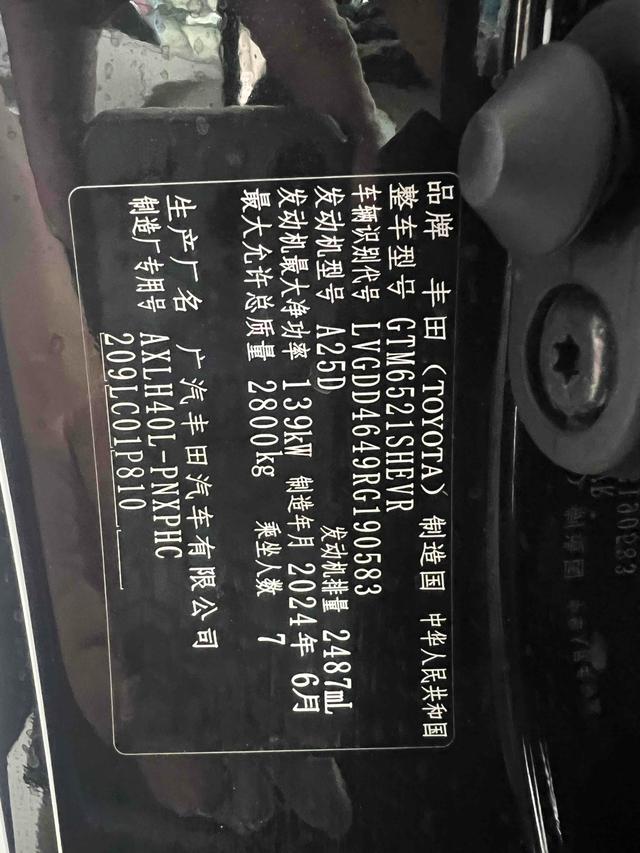 品牌 丰田（TOYOTA） 制造国 中华人民共和国
整车型号 GTM6521SHEVR
车辆识别代号 LVGDD4649RG190583
发动机型号 A25D 发动机排量 2487mL
发动机最大净功率 139kW 制造年月 2024年 6月
最大允许总质量 2800kg 乘坐人数 7
生产厂名 广汽丰田汽车有限公司
制造厂专用号 AXLH40L-PNXPHC
209LC01P810